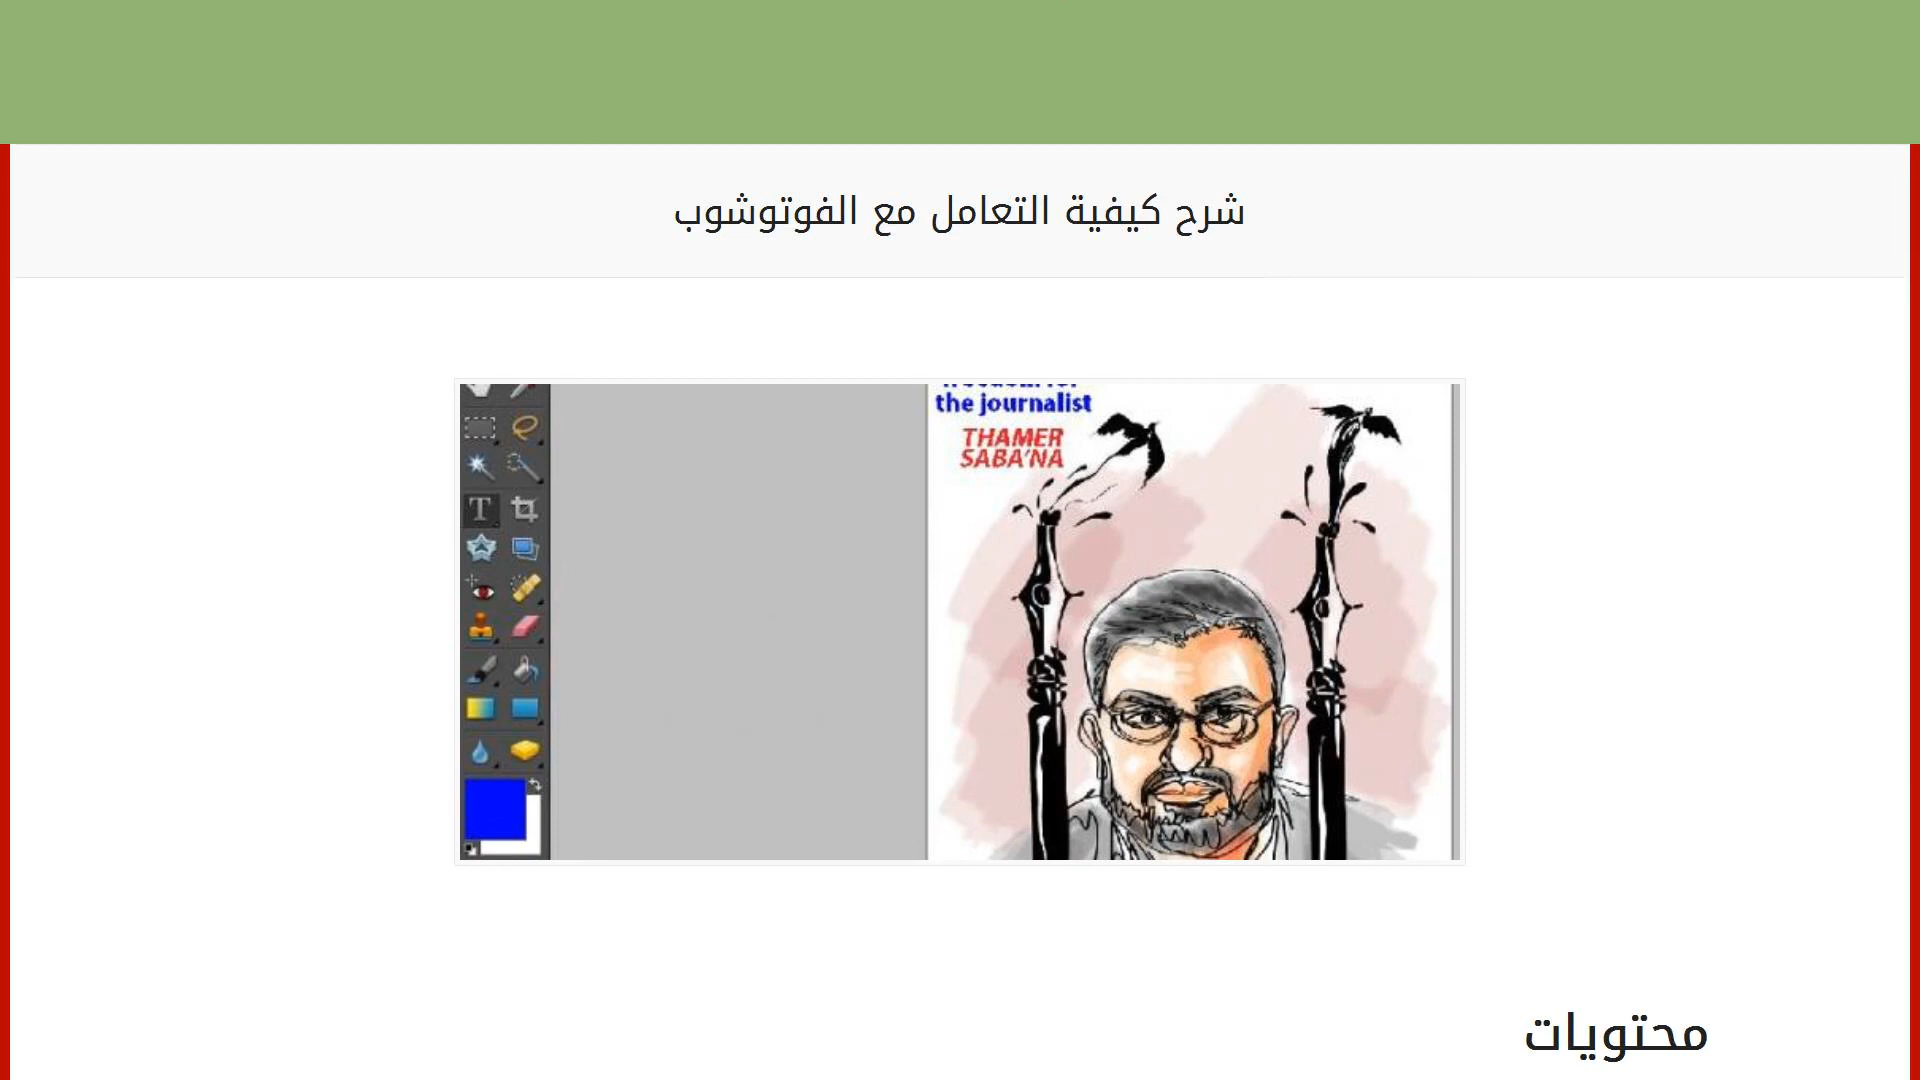 شرح كيفية التعامل مع الفوتوشوب
the journalist
THAMER
SABA'NA
محتويات